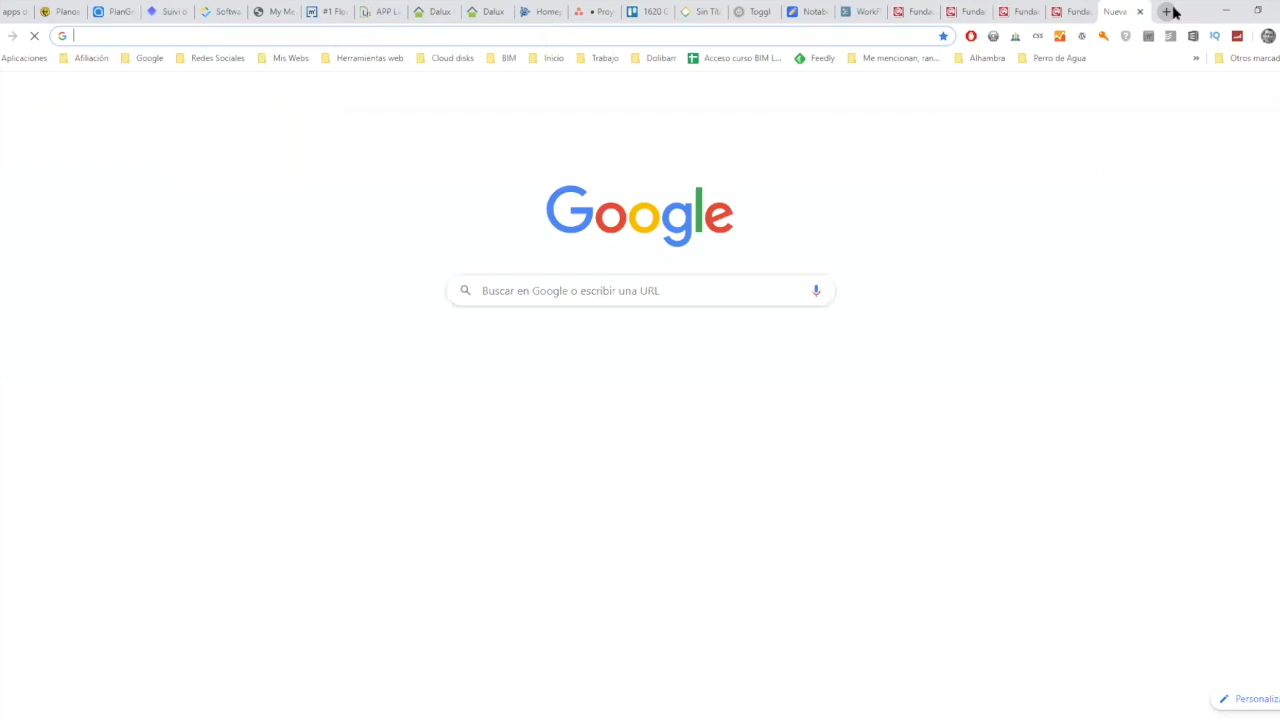 apps d Planos PlanGr Suivi d Softwa My Me #1 Flo APP Li Dalux Dalux Home Proy 1620 Sin Tít Toggl Notab WorkF Funda Funda Funda Funda Nueva
Aplicaciones Afiliación Google Redes Sociales Mis Webs Herramientas web Cloud disks BIM Inicio Trabajo Dolibarr Acceso curso BIM L... Feedly Me mencionan, ran... Alhambra Perro de Agua » Otros marcad
Google
Buscar en Google o escribir una URL
Personaliza